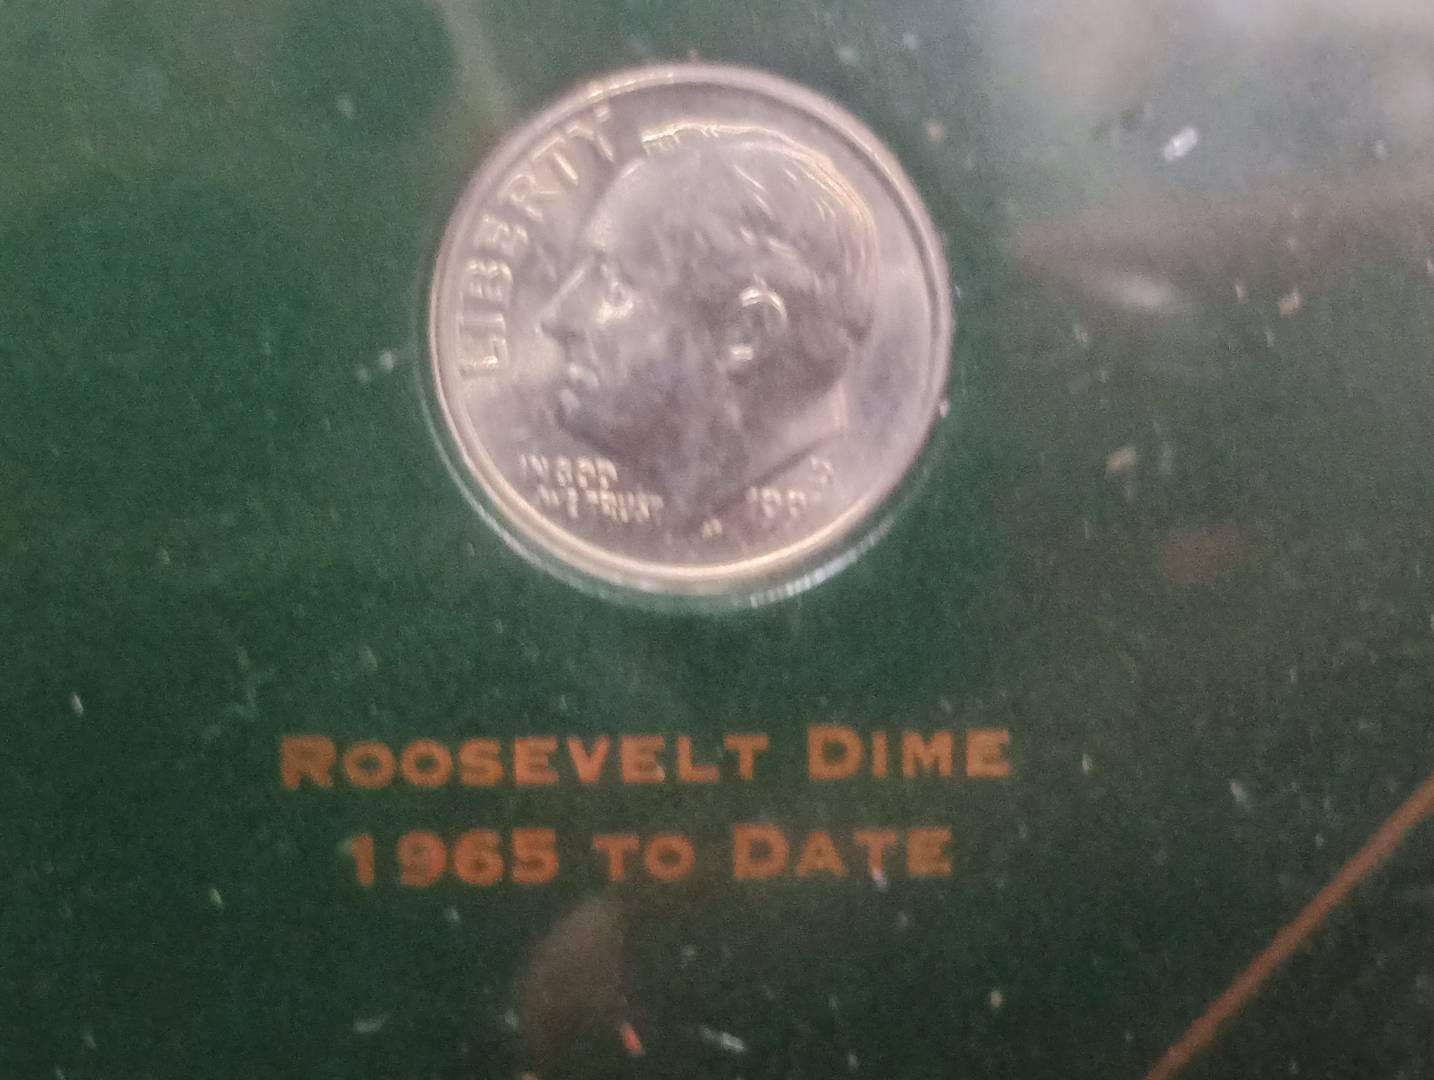 LIBERTY
IN GOD
WE TRUST
ROOSEVELT DIME
1965 TO DATE